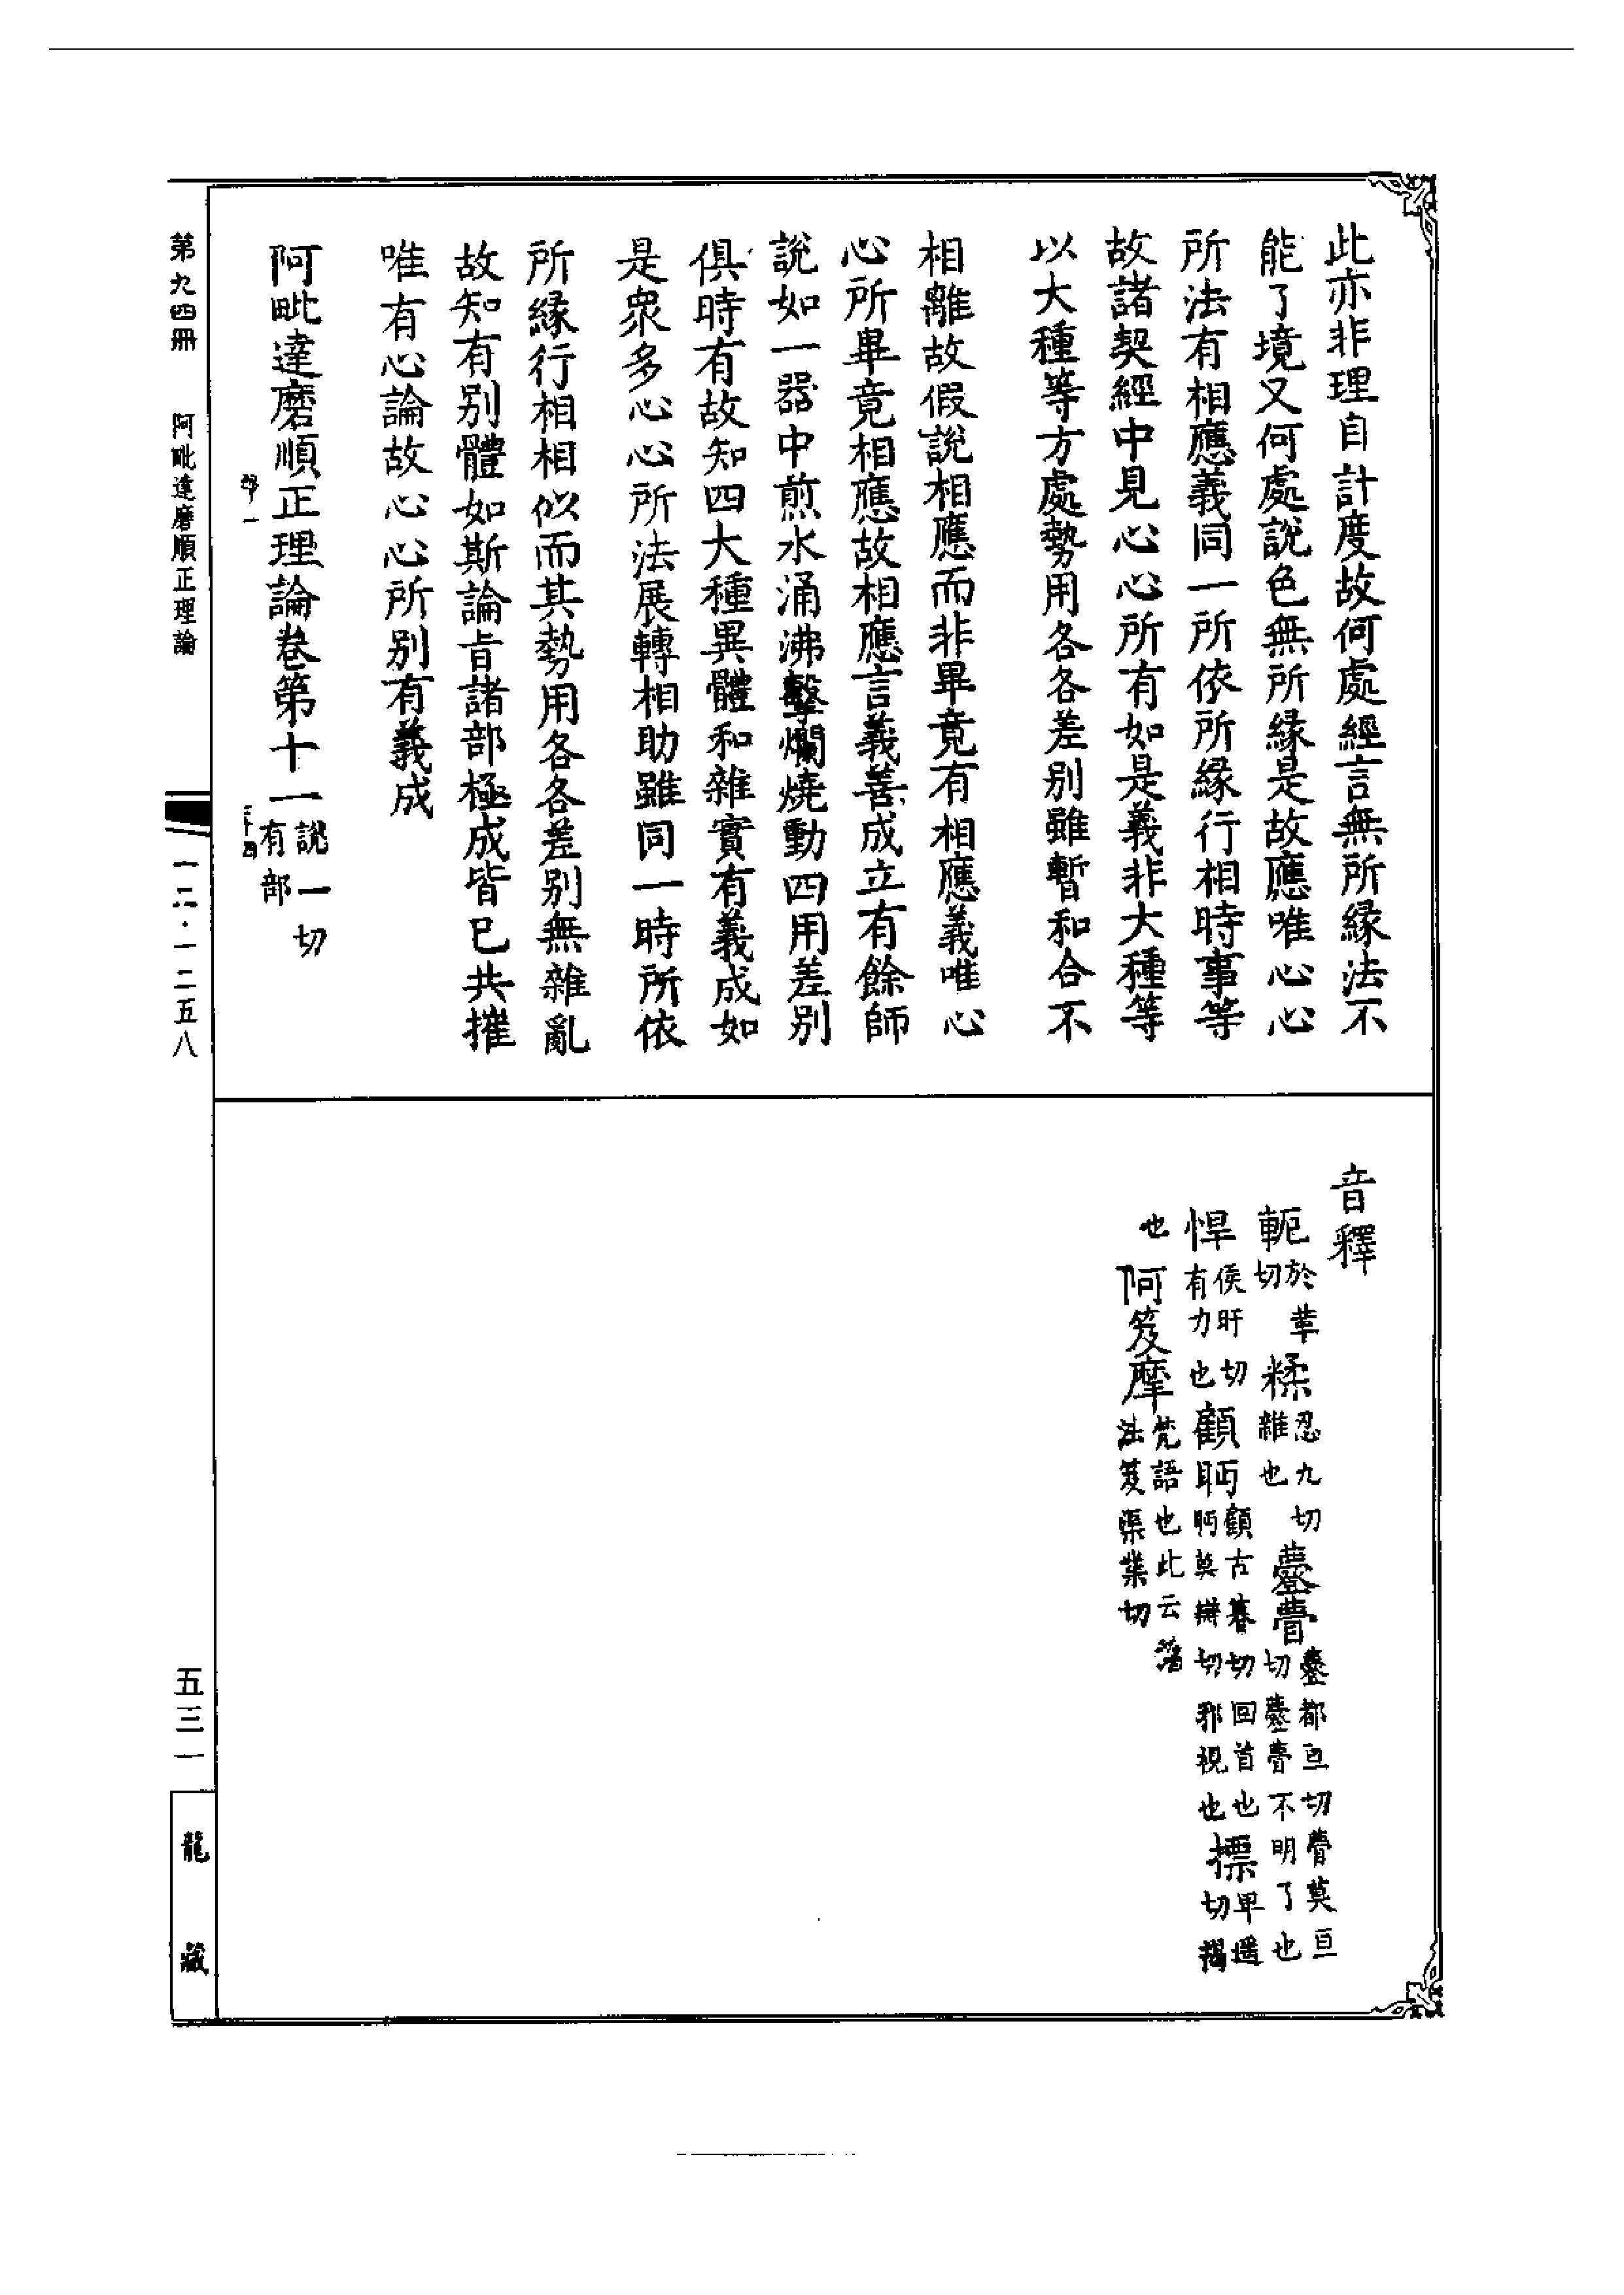 此亦非理自計度故何處經言無所緣法不
能了境又何處說色無所緣是故應唯心心
所法有相應義同一所依所緣行相時事等
故諸契經中見心心所有如是義非大種等
以大種等方處勢用各各差別雖暫和合不
相離故假說相應而非畢竟有相應義唯心
心所畢竟相應故相應言義善成立有餘師
說如一器中煎水涌沸擊爛燒動四用差別
俱時有故知四大種異體和雜實有義成如
是衆多心心所法展轉相助雖同一時所依
所緣行相相似而其勢用各各差別無雜亂
故知有別體如斯論旨諸部極成皆已共摧
唯有心論故心心所別有義成
阿毗達磨順正理論卷第十一說一切有部
音釋
軛於革切 糅忍九切雜也 㽅瞢㽅都亘切瞢莫亘切㽅瞢不明了也
悍侯旰切有力也 顧眄顧古暮切回首也眄莫辨切邪視也 摽卑遥切揭
也 阿笈摩梵語也此云法笈渠業切
第九四冊 阿毗達磨順正理論
一二·一二五八
五三一
龍藏